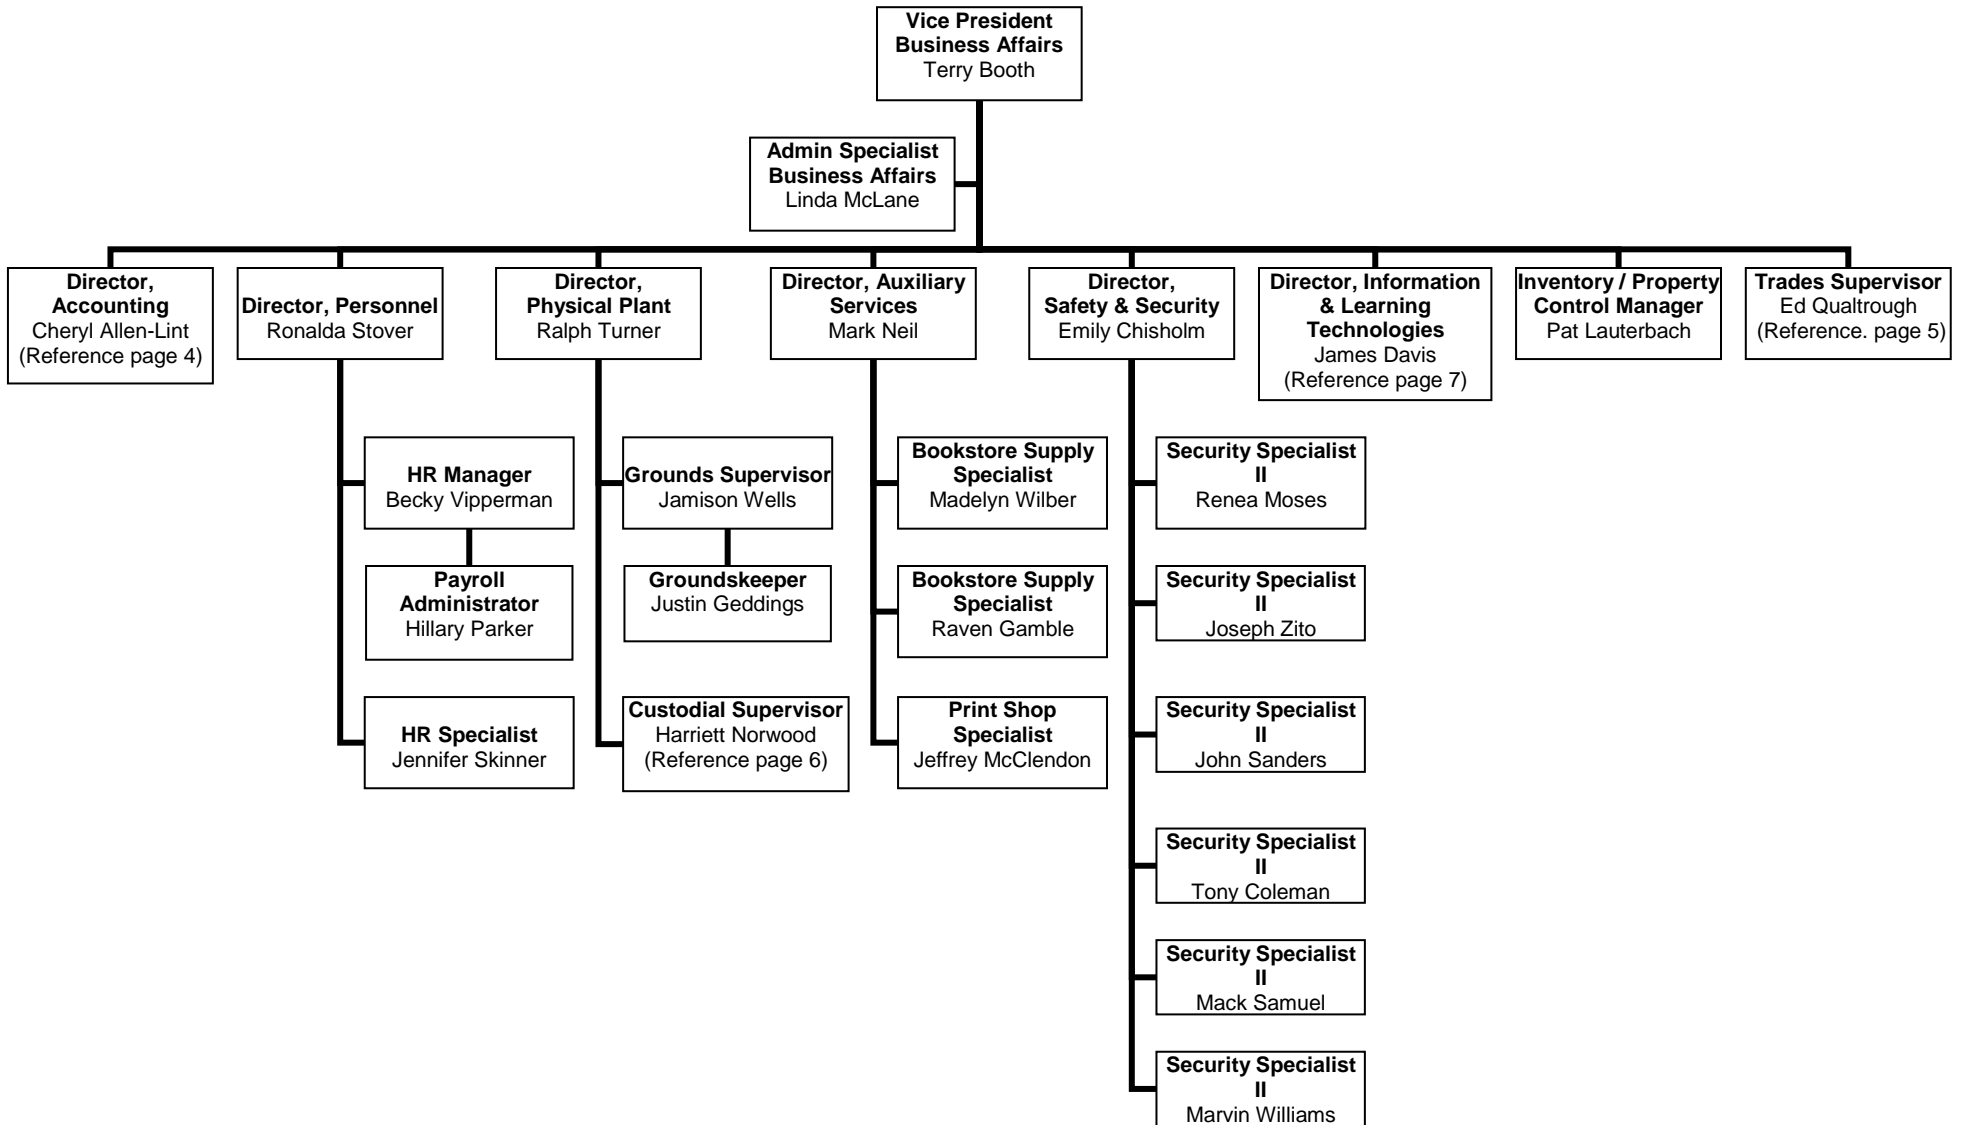 Vice President
Business Affairs
Terry Booth
Admin Specialist
Business Affairs
Linda McLane
Director,
Accounting
Cheryl Allen-Lint
(Reference page 4)
Director, Personnel
Ronalda Stover
Director,
Physical Plant
Ralph Turner
Director, Auxiliary
Services
Mark Neil
Director,
Safety & Security
Emily Chisholm
Director, Information
& Learning
Technologies
James Davis
(Reference page 7)
Inventory / Property
Control Manager
Pat Lauterbach
Trades Supervisor
Ed Qualtrough
(Reference. page 5)
HR Manager
Becky Vipperman
Payroll
Administrator
Hillary Parker
HR Specialist
Jennifer Skinner
Grounds Supervisor
Jamison Wells
Groundskeeper
Justin Geddings
Custodial Supervisor
Harriett Norwood
(Reference page 6)
Bookstore Supply
Specialist
Madelyn Wilber
Bookstore Supply
Specialist
Raven Gamble
Print Shop
Specialist
Jeffrey McClendon
Security Specialist
II
Renea Moses
Security Specialist
II
Joseph Zito
Security Specialist
II
John Sanders
Security Specialist
II
Tony Coleman
Security Specialist
II
Mack Samuel
Security Specialist
II
Marvin Williams